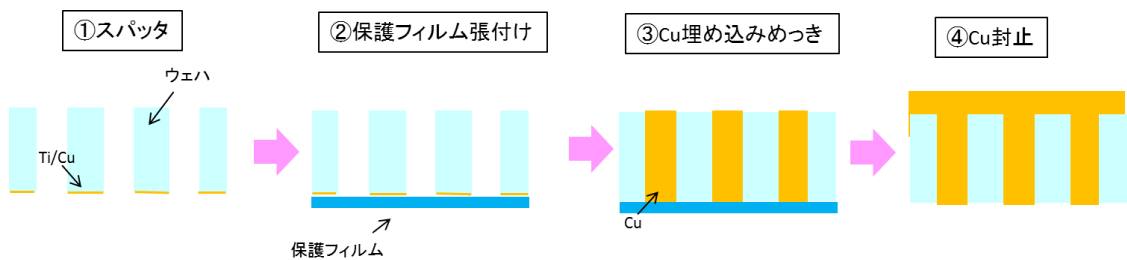 ①スパッタ
②保護フィルム張付け
③Cu埋め込みめっき
④Cu封止
ウェハ
Ti/Cu
保護フィルム
Cu